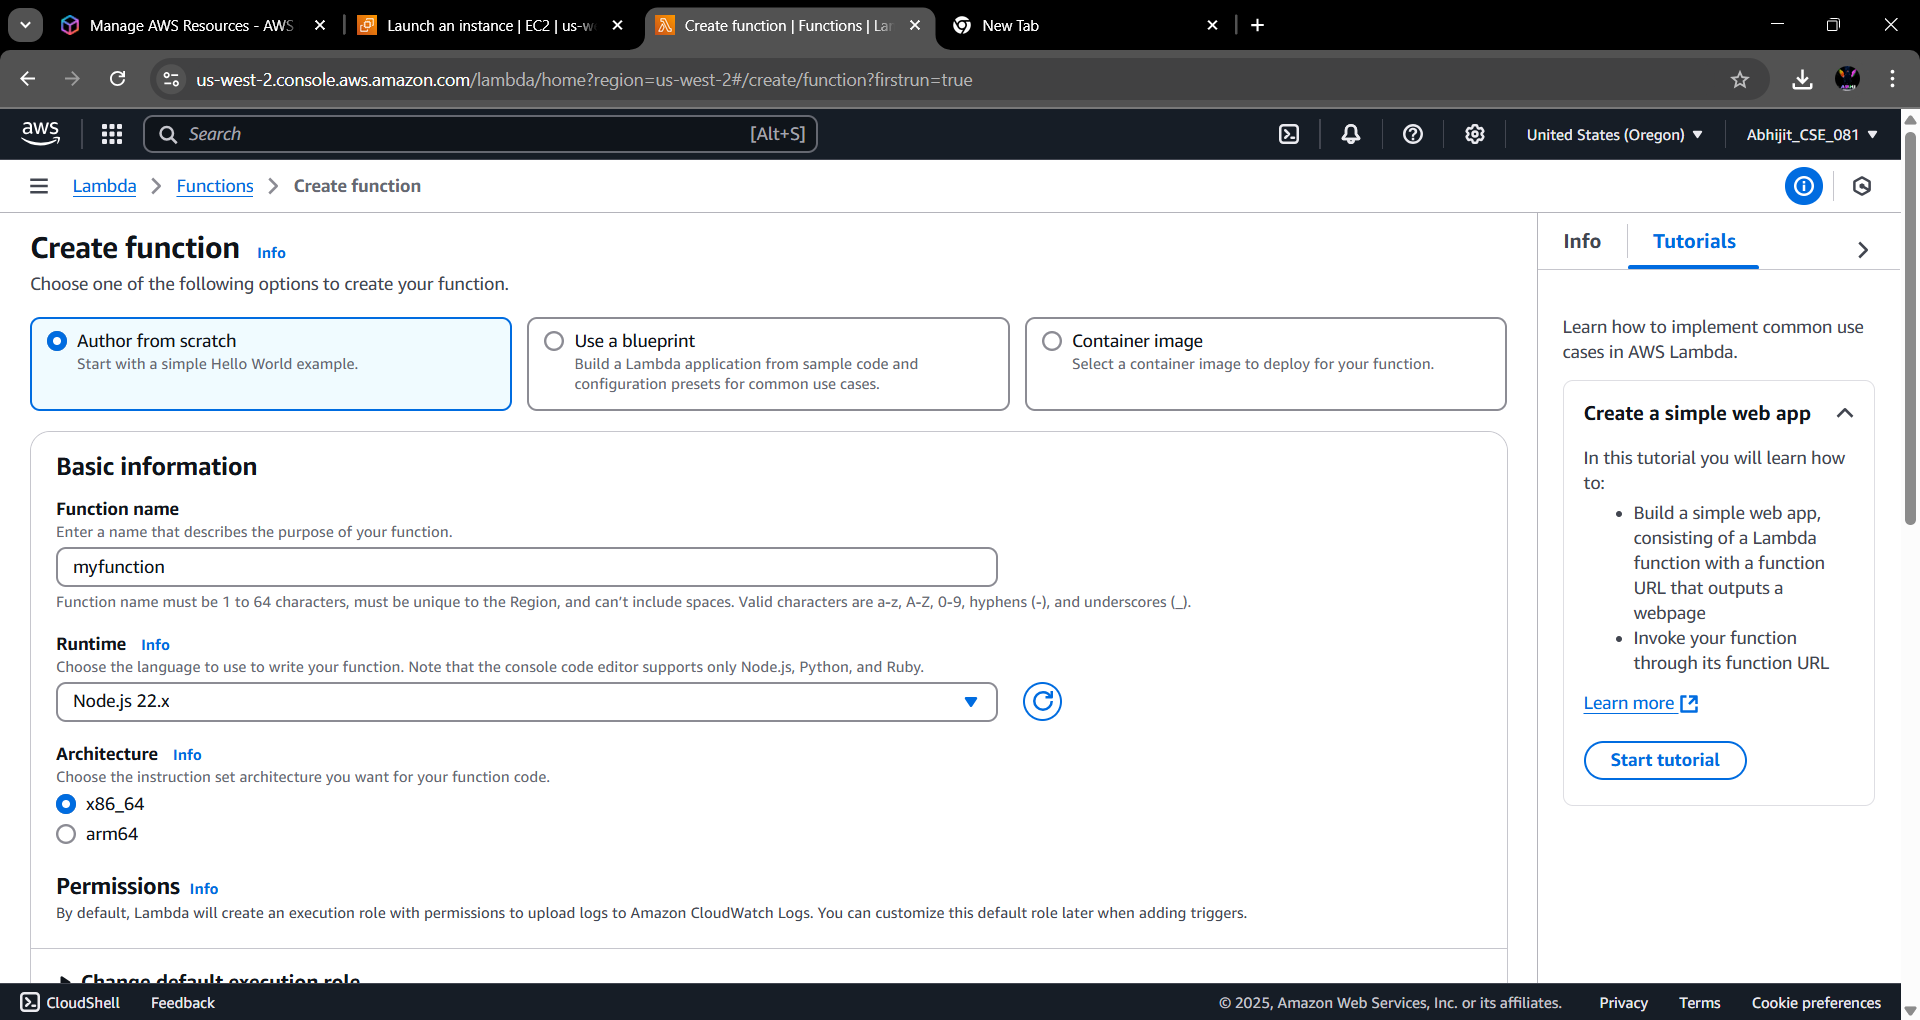 Manage AWS Resources - AWS
Launch an instance | EC2 | us-we
Create function | Functions | Lam
New Tab
us-west-2.console.aws.amazon.com/lambda/home?region=us-west-2#/create/function?firstrun=true
aws
Search
[Alt+S]
United States (Oregon)
Abhijit_CSE_081
Lambda
Functions
Create function
Create function
Info
Choose one of the following options to create your function.
Author from scratch
Start with a simple Hello World example.
Use a blueprint
Build a Lambda application from sample code and
configuration presets for common use cases.
Container image
Select a container image to deploy for your function.
Basic information
Function name
Enter a name that describes the purpose of your function.
myfunction
Function name must be 1 to 64 characters, must be unique to the Region, and can’t include spaces. Valid characters are a-z, A-Z, 0-9, hyphens (-), and underscores (_).
Runtime
Info
Choose the language to use to write your function. Note that the console code editor supports only Node.js, Python, and Ruby.
Node.js 22.x
Architecture
Info
Choose the instruction set architecture you want for your function code.
x86_64
arm64
Permissions
Info
By default, Lambda will create an execution role with permissions to upload logs to Amazon CloudWatch Logs. You can customize this default role later when adding triggers.
Change default execution role
Info
Tutorials
Learn how to implement common use
cases in AWS Lambda.
Create a simple web app
In this tutorial you will learn how
to:
• Build a simple web app,
consisting of a Lambda
function with a function
URL that outputs a
webpage
• Invoke your function
through its function URL
Learn more
Start tutorial
CloudShell
Feedback
© 2025, Amazon Web Services, Inc. or its affiliates.
Privacy
Terms
Cookie preferences